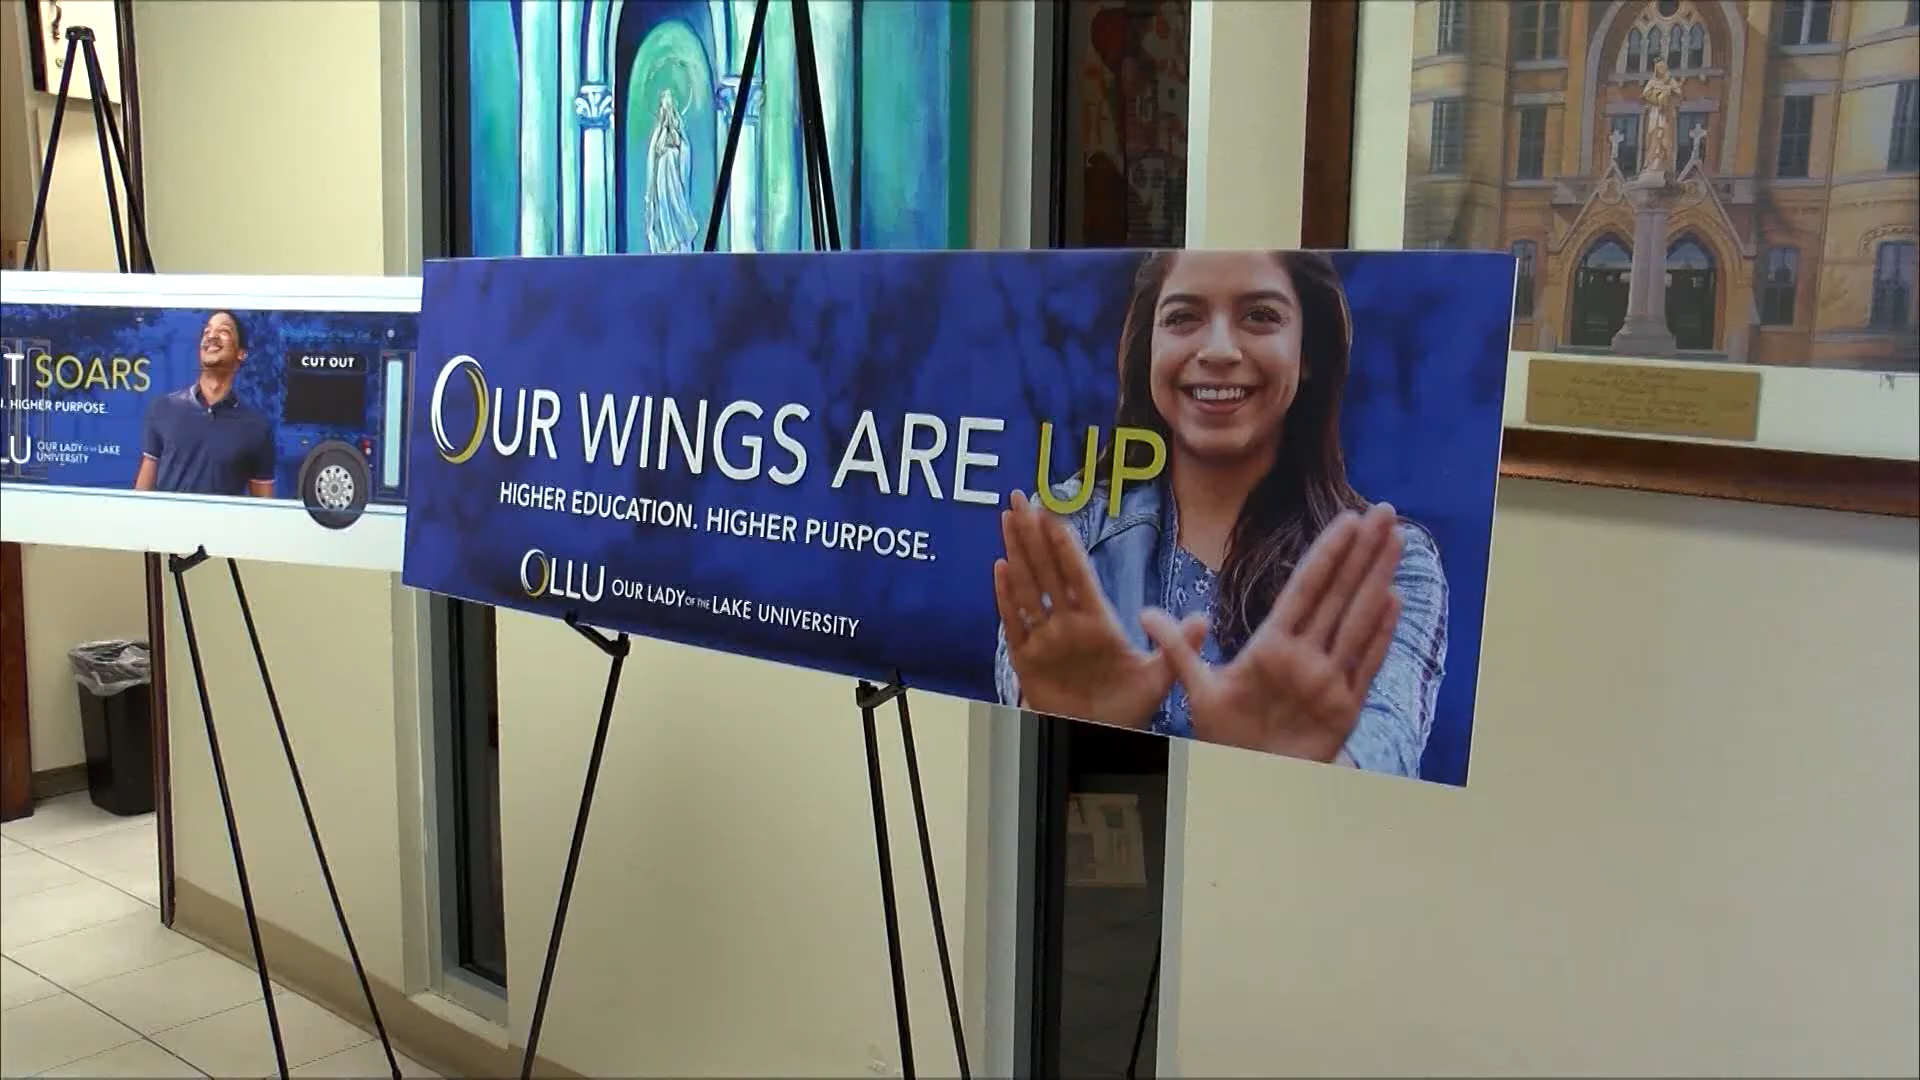 T SOARS
HIGHER PURPOSE.
LU OUR LADY OF THE LAKE
UNIVERSITY
CUT OUT
OUR WINGS ARE UP
HIGHER EDUCATION. HIGHER PURPOSE.
OLLU OUR LADY OF THE LAKE UNIVERSITY